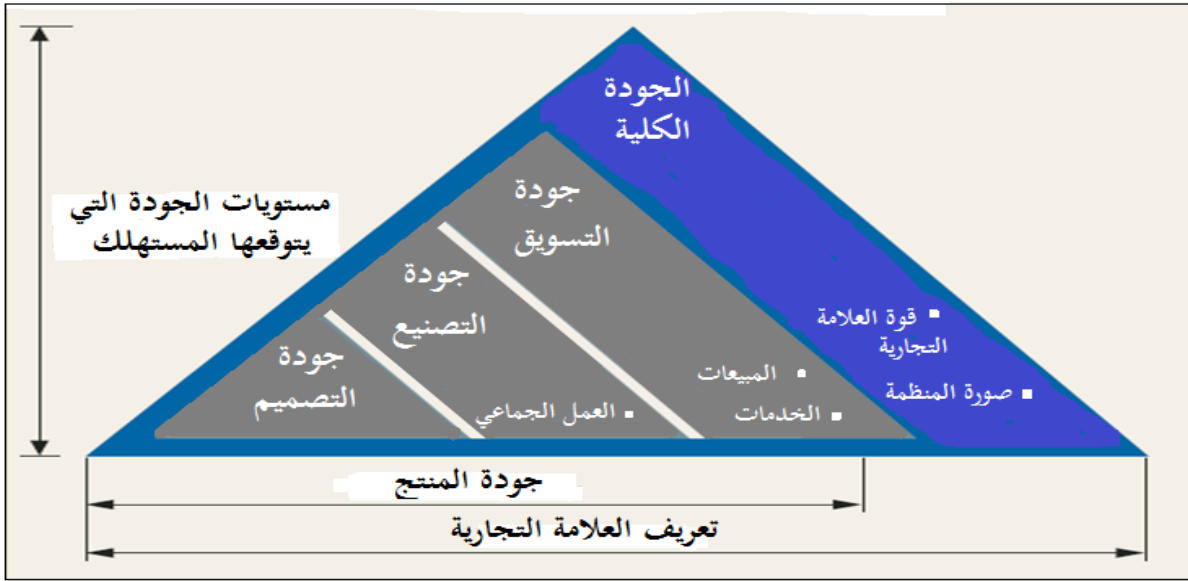 الجودة
الكلية
جودة
التسويق
جودة
التصنيع
جودة
التصميم
مستويات الجودة التي
يتوقعها المستهلك
قوة العلامة
التجارية
صورة المنظمة
المبيعات
الخدمات
العمل الجماعي
جودة المنتج
تعريف العلامة التجارية